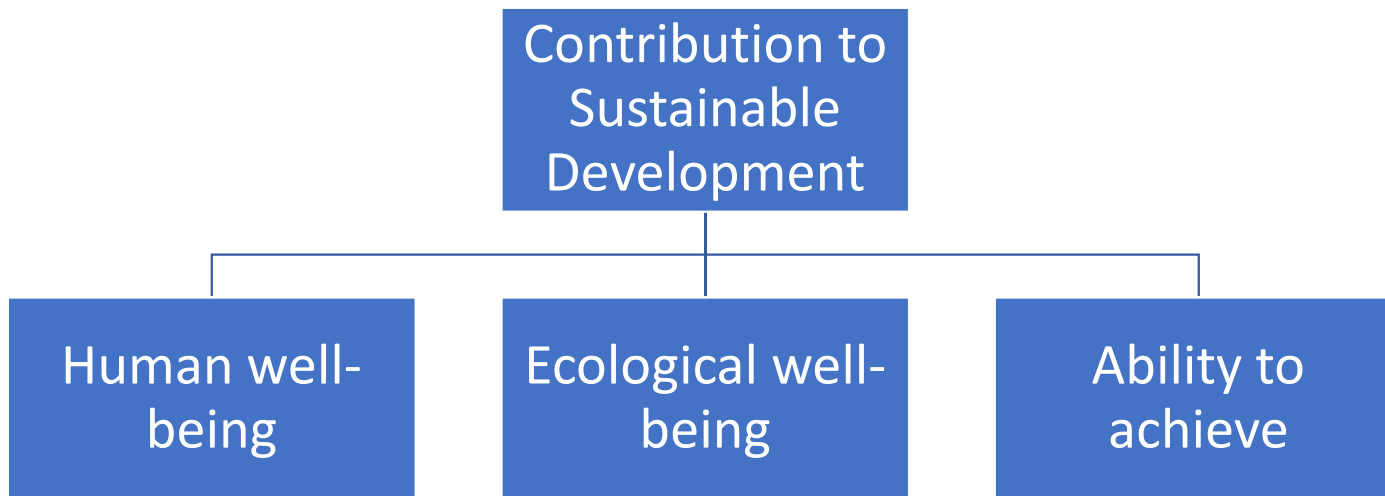 Contribution to
Sustainable
Development
Human well-
being
Ecological well-
being
Ability to
achieve